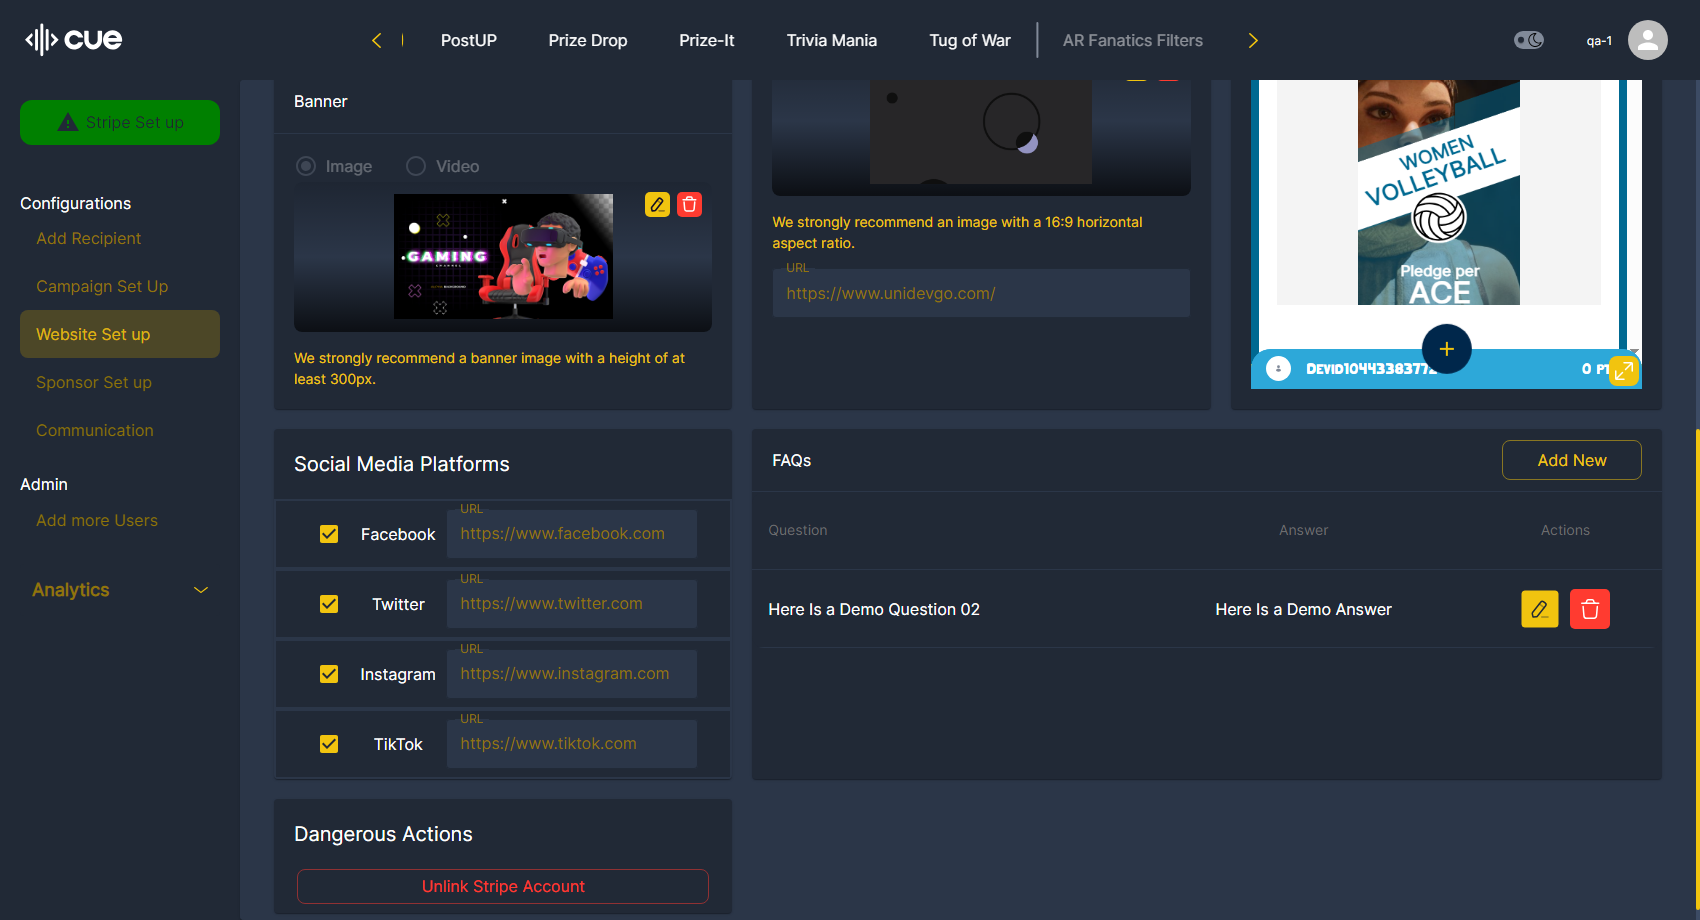 cue
PostUP
Prize Drop
Prize-It
Trivia Mania
Tug of War
AR Fanatics Filters
qa-1
Stripe Set up
Configurations
Add Recipient
Campaign Set Up
Website Set up
Sponsor Set up
Communication
Admin
Add more Users
Analytics
Banner
Image
Video
GAMING
We strongly recommend a banner image with a height of at
least 300px.
We strongly recommend an image with a 16:9 horizontal
aspect ratio.
URL
https://www.unidevgo.com/
WOMEN
VOLLEYBALL
Pledge per
ACE
DEVID10443383772
0 PT
Social Media Platforms
Facebook
URL
https://www.facebook.com
Twitter
URL
https://www.twitter.com
Instagram
URL
https://www.instagram.com
TikTok
URL
https://www.tiktok.com
FAQs
Add New
Question
Answer
Actions
Here Is a Demo Question 02
Here Is a Demo Answer
Dangerous Actions
Unlink Stripe Account